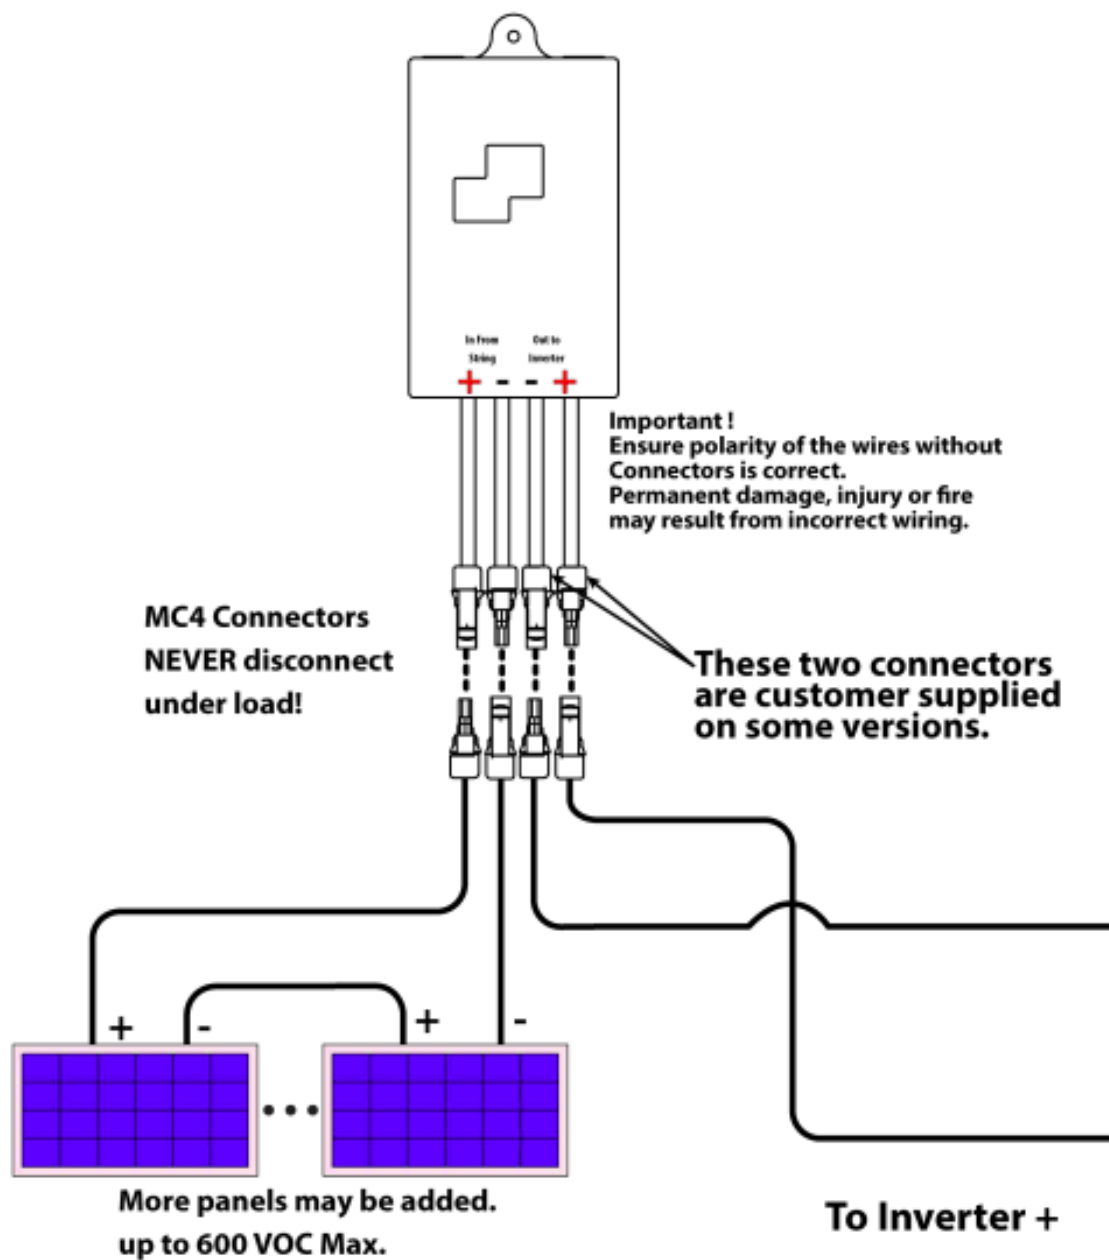 In From
String
Out to
Inverter
+ - - +
Important !
Ensure polarity of the wires without
Connectors is correct.
Permanent damage, injury or fire
may result from incorrect wiring.
MC4 Connectors
NEVER disconnect
under load!
These two connectors
are customer supplied
on some versions.
+ - + -
More panels may be added.
up to 600 VOC Max.
To Inverter +